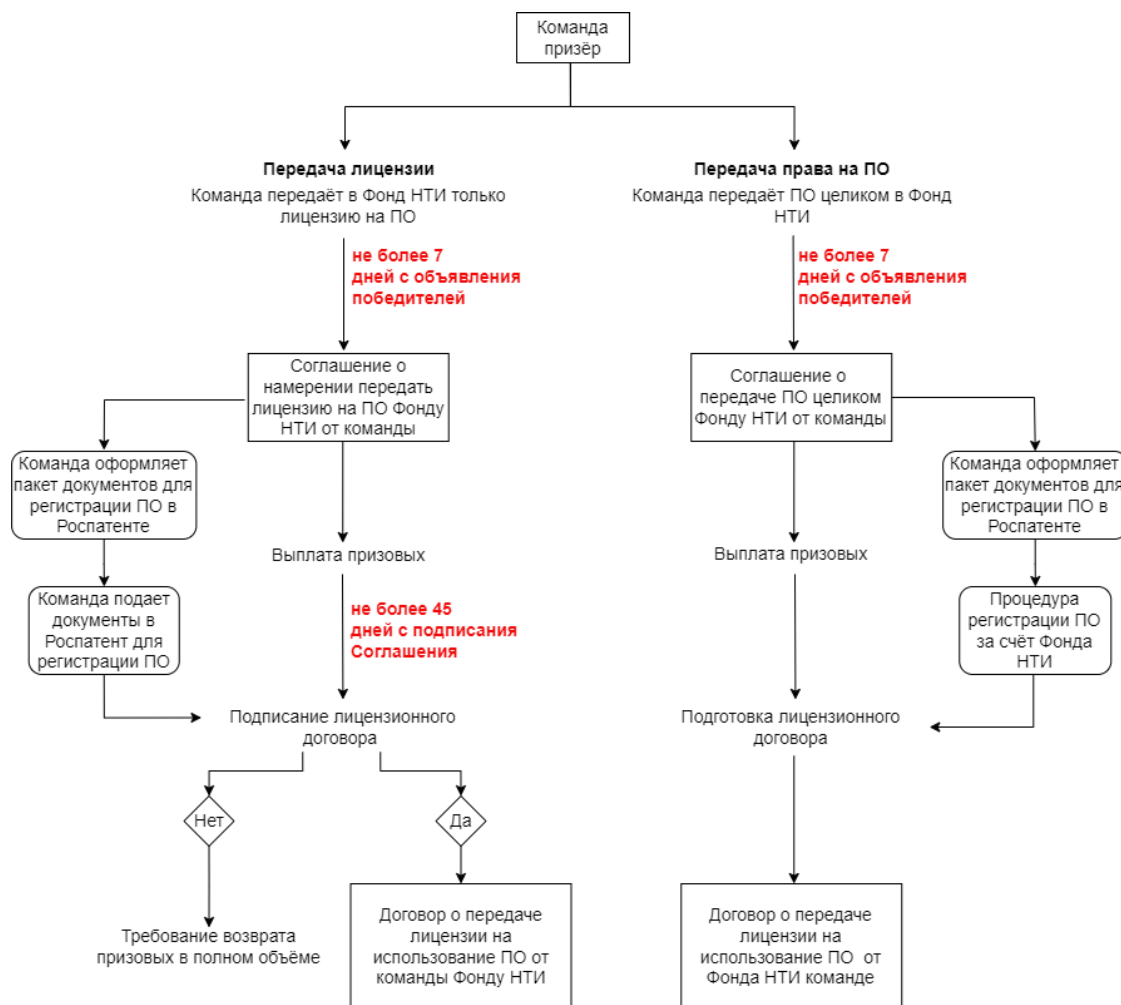 Команда
призёр
Передача лицензии
Команда передаёт в Фонд НТИ только
лицензию на ПО
не более 7
дней с объявления
победителей
Соглашение о
намерении передать
лицензию на ПО Фонду
НТИ от команды
Команда оформляет
пакет документов для
регистрации ПО в
Роспатенте
Команда подает
документы в
Роспатент для
регистрации ПО
Выплата призовых
не более 45
дней с подписания
Соглашения
Подписание лицензионного
договора
Нет
Да
Требование возврата
призовых в полном объёме
Договор о передаче
лицензии на
использование ПО от
команды Фонду НТИ
Передача права на ПО
Команда передаёт ПО целиком в Фонд
НТИ
не более 7
дней с объявления
победителей
Соглашение о
передаче ПО целиком
Фонду НТИ от команды
Команда оформляет
пакет документов для
регистрации ПО в
Роспатенте
Выплата призовых
Процедура
регистрации ПО
за счёт Фонда
НТИ
Подготовка лицензионного
договора
Договор о передаче
лицензии на
использование ПО от
Фонда НТИ команде